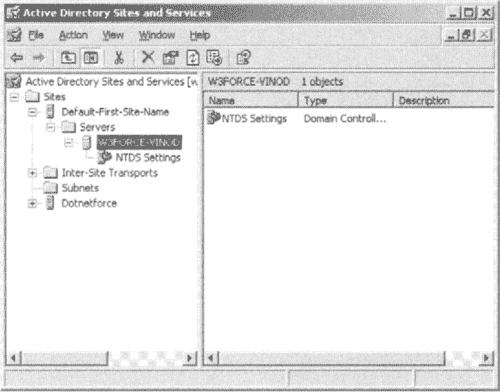 Active Directory Sites and Services
File Action View Window Help
Active Directory Sites and Services [w
W3FORCE-VINOD 1 objects
Sites
Name Type Description
Default-First-Site-Name
NTDS Settings Domain Controll...
Servers
W3FORCE-VINOD
NTDS Settings
Inter-Site Transports
Subnets
Dotnetforce